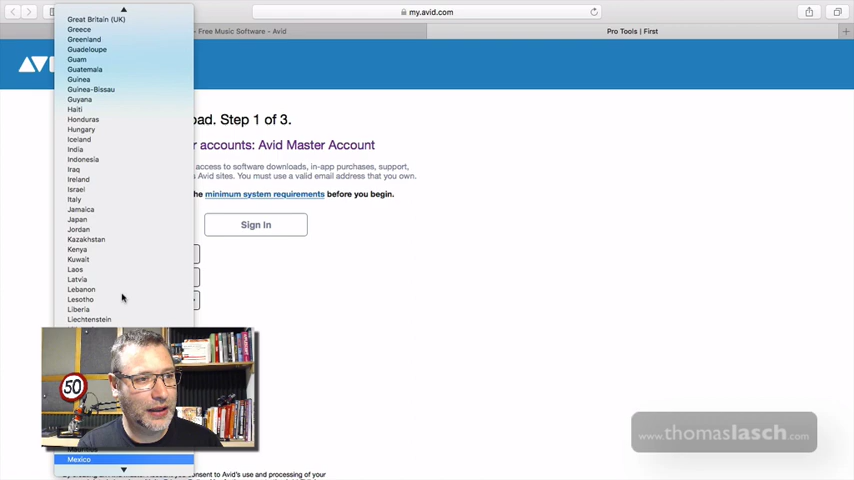 my.avid.com
- Free Music Software - Avid
Pro Tools | First
AVI
Great Britain (UK)
Greece
Greenland
Guadeloupe
Guam
Guatemala
Guinea
Guinea-Bissau
Guyana
Haiti
Honduras
Hungary
Iceland
India
Indonesia
Iraq
Ireland
Israel
Italy
Jamaica
Japan
Jordan
Kazakhstan
Kenya
Kuwait
Laos
Latvia
Lebanon
Lesotho
Liberia
Liechtenstein
Mauritius
Mexico
oad. Step 1 of 3.
r accounts: Avid Master Account
access to software downloads, in-app purchases, support,
s Avid sites. You must use a valid email address that you own.
he minimum system requirements before you begin.
Sign In
50
www.thomaslasch.com
you consent to Avid's use and processing of your